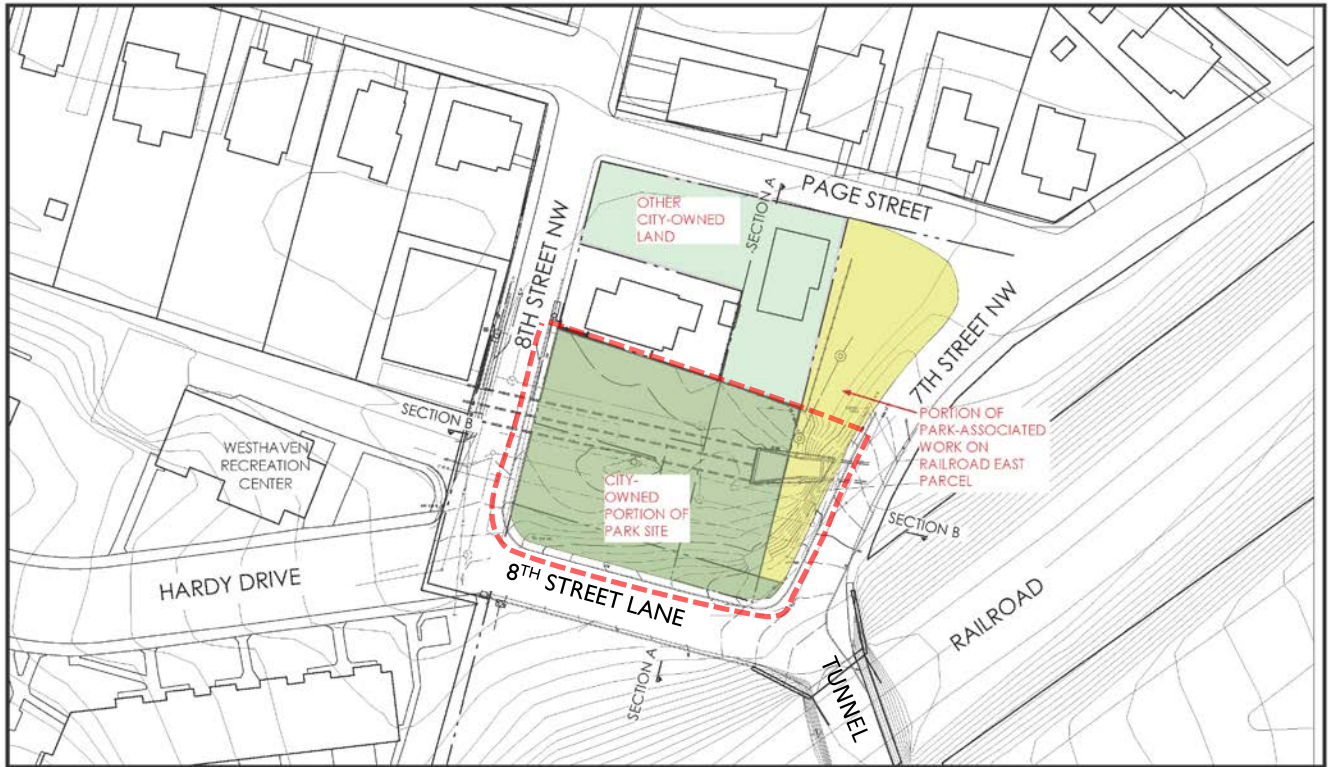 PAGE STREET
SECTION A
OTHER
CITY-OWNED
LAND
8TH STREET NW
7TH STREET NW
SECTION B
WESTHAVEN
RECREATION
CENTER
PORTION OF
PARK-ASSOCIATED
WORK ON
RAILROAD EAST
PARCEL
CITY-
OWNED
PORTION OF
PARK SITE
SECTION B
HARDY DRIVE
8TH STREET LANE
RAILROAD
SECTION A
TUNNEL